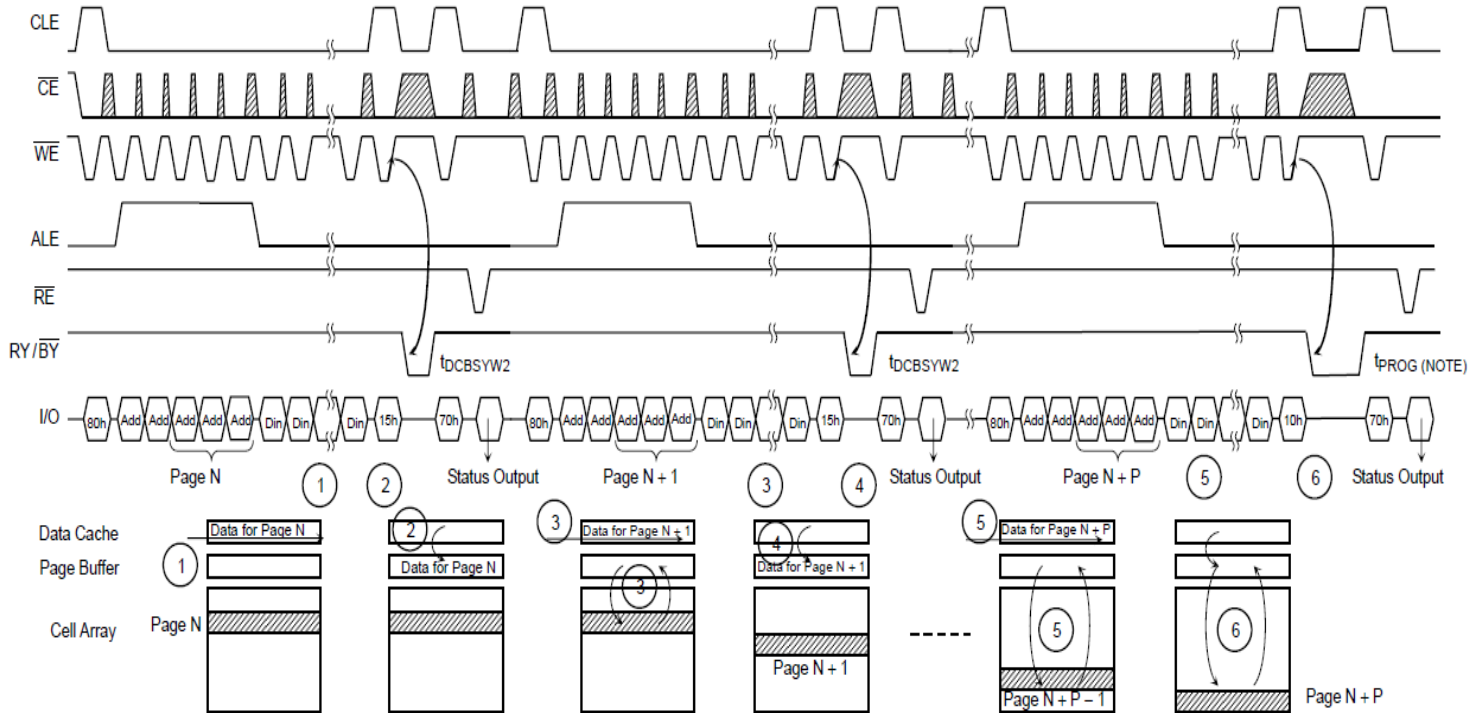 CLE
CE
WE
ALE
RE
RY/BY
tDCBSYW2 tDCBSYW2 tPROG (NOTE)
I/O 80h Add Add Add Add Add Din Din Din 15h 70h 80h Add Add Add Add Add Din Din Din 15h 70h 80h Add Add Add Add Add Din Din Din 10h 70h
Page N 1 2 Status Output Page N + 1 3 4 Status Output Page N + P 5 6 Status Output
Data Cache Data for Page N 2 3 Data for Page N + 1 4 5 Data for Page N + P
Page Buffer 1 Data for Page N 3 Data for Page N + 1
Cell Array Page N 5 6
Page N + 1
Page N + P – 1 Page N + P